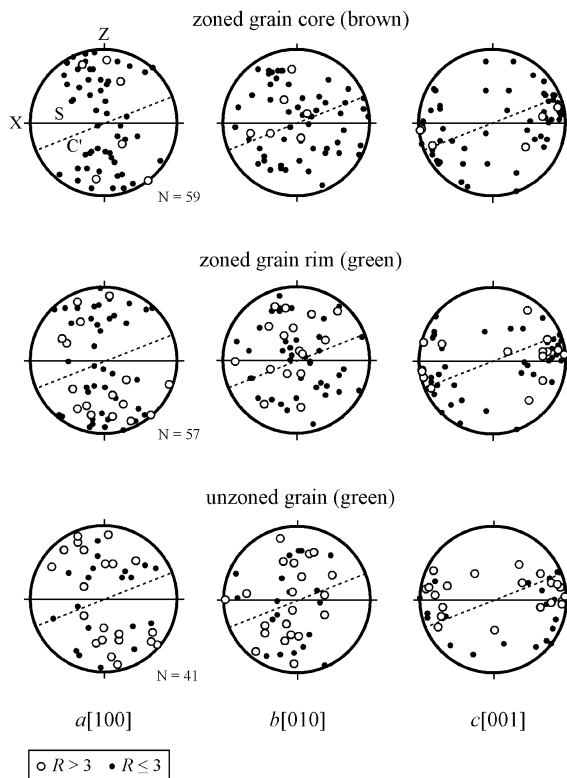 zoned grain core (brown)
Z
X
S
C'
N = 59
zoned grain rim (green)
N = 57
unzoned grain (green)
N = 41
a[100] b[010] c[001]
R > 3 R ≤ 3